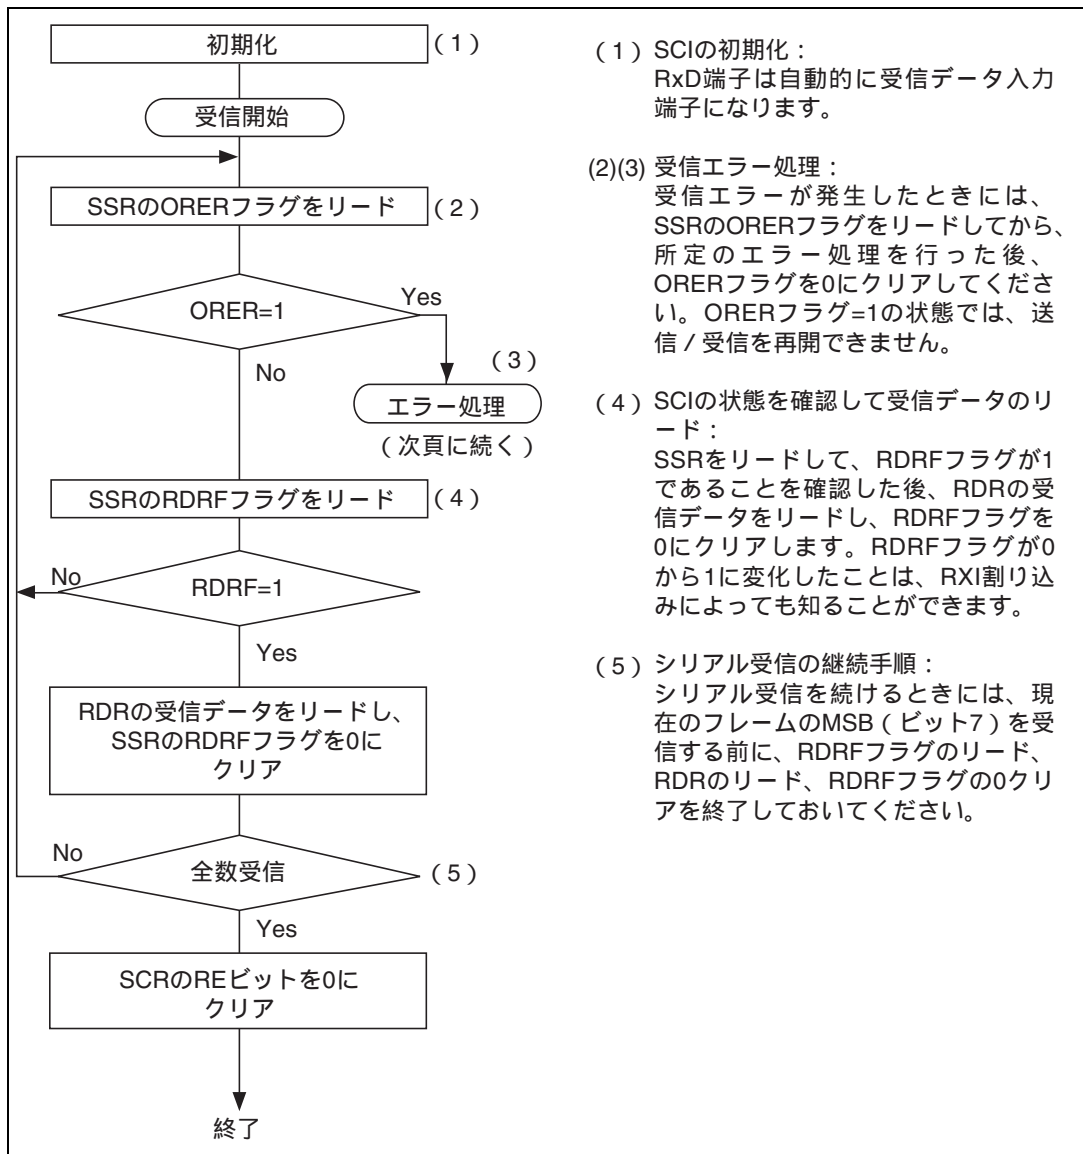 初期化
(1)
受信開始
SSRのORERフラグをリード
(2)
ORER=1
Yes
No
(3)
エラー処理
(次頁に続く)
SSRのRDRFフラグをリード
(4)
No
RDRF=1
Yes
RDRの受信データをリードし、
SSRのRDRFフラグを0に
クリア
No
全数受信
(5)
Yes
SCRのREビットを0に
クリア
終了
(1) SCIの初期化:
RxD端子は自動的に受信データ入力
端子になります。
(2)(3) 受信エラー処理:
受信エラーが発生したときには、
SSRのORERフラグをリードしてから、
所定のエラー処理を行った後、
ORERフラグを0にクリアしてくださ
い。ORERフラグ=1の状態では、送
信/受信を再開できません。
(4) SCIの状態を確認して受信データのリ
ード:
SSRをリードして、RDRFフラグが1
であることを確認した後、RDRの受
信データをリードし、RDRFフラグを
0にクリアします。RDRFフラグが0
から1に変化したことは、RXI割り込
みによっても知ることができます。
(5) シリアル受信の継続手順:
シリアル受信を続けるときには、現
在のフレームのMSB(ビット7)を受
信する前に、RDRFフラグのリード、
RDRのリード、RDRFフラグの0クリ
アを終了しておいてください。